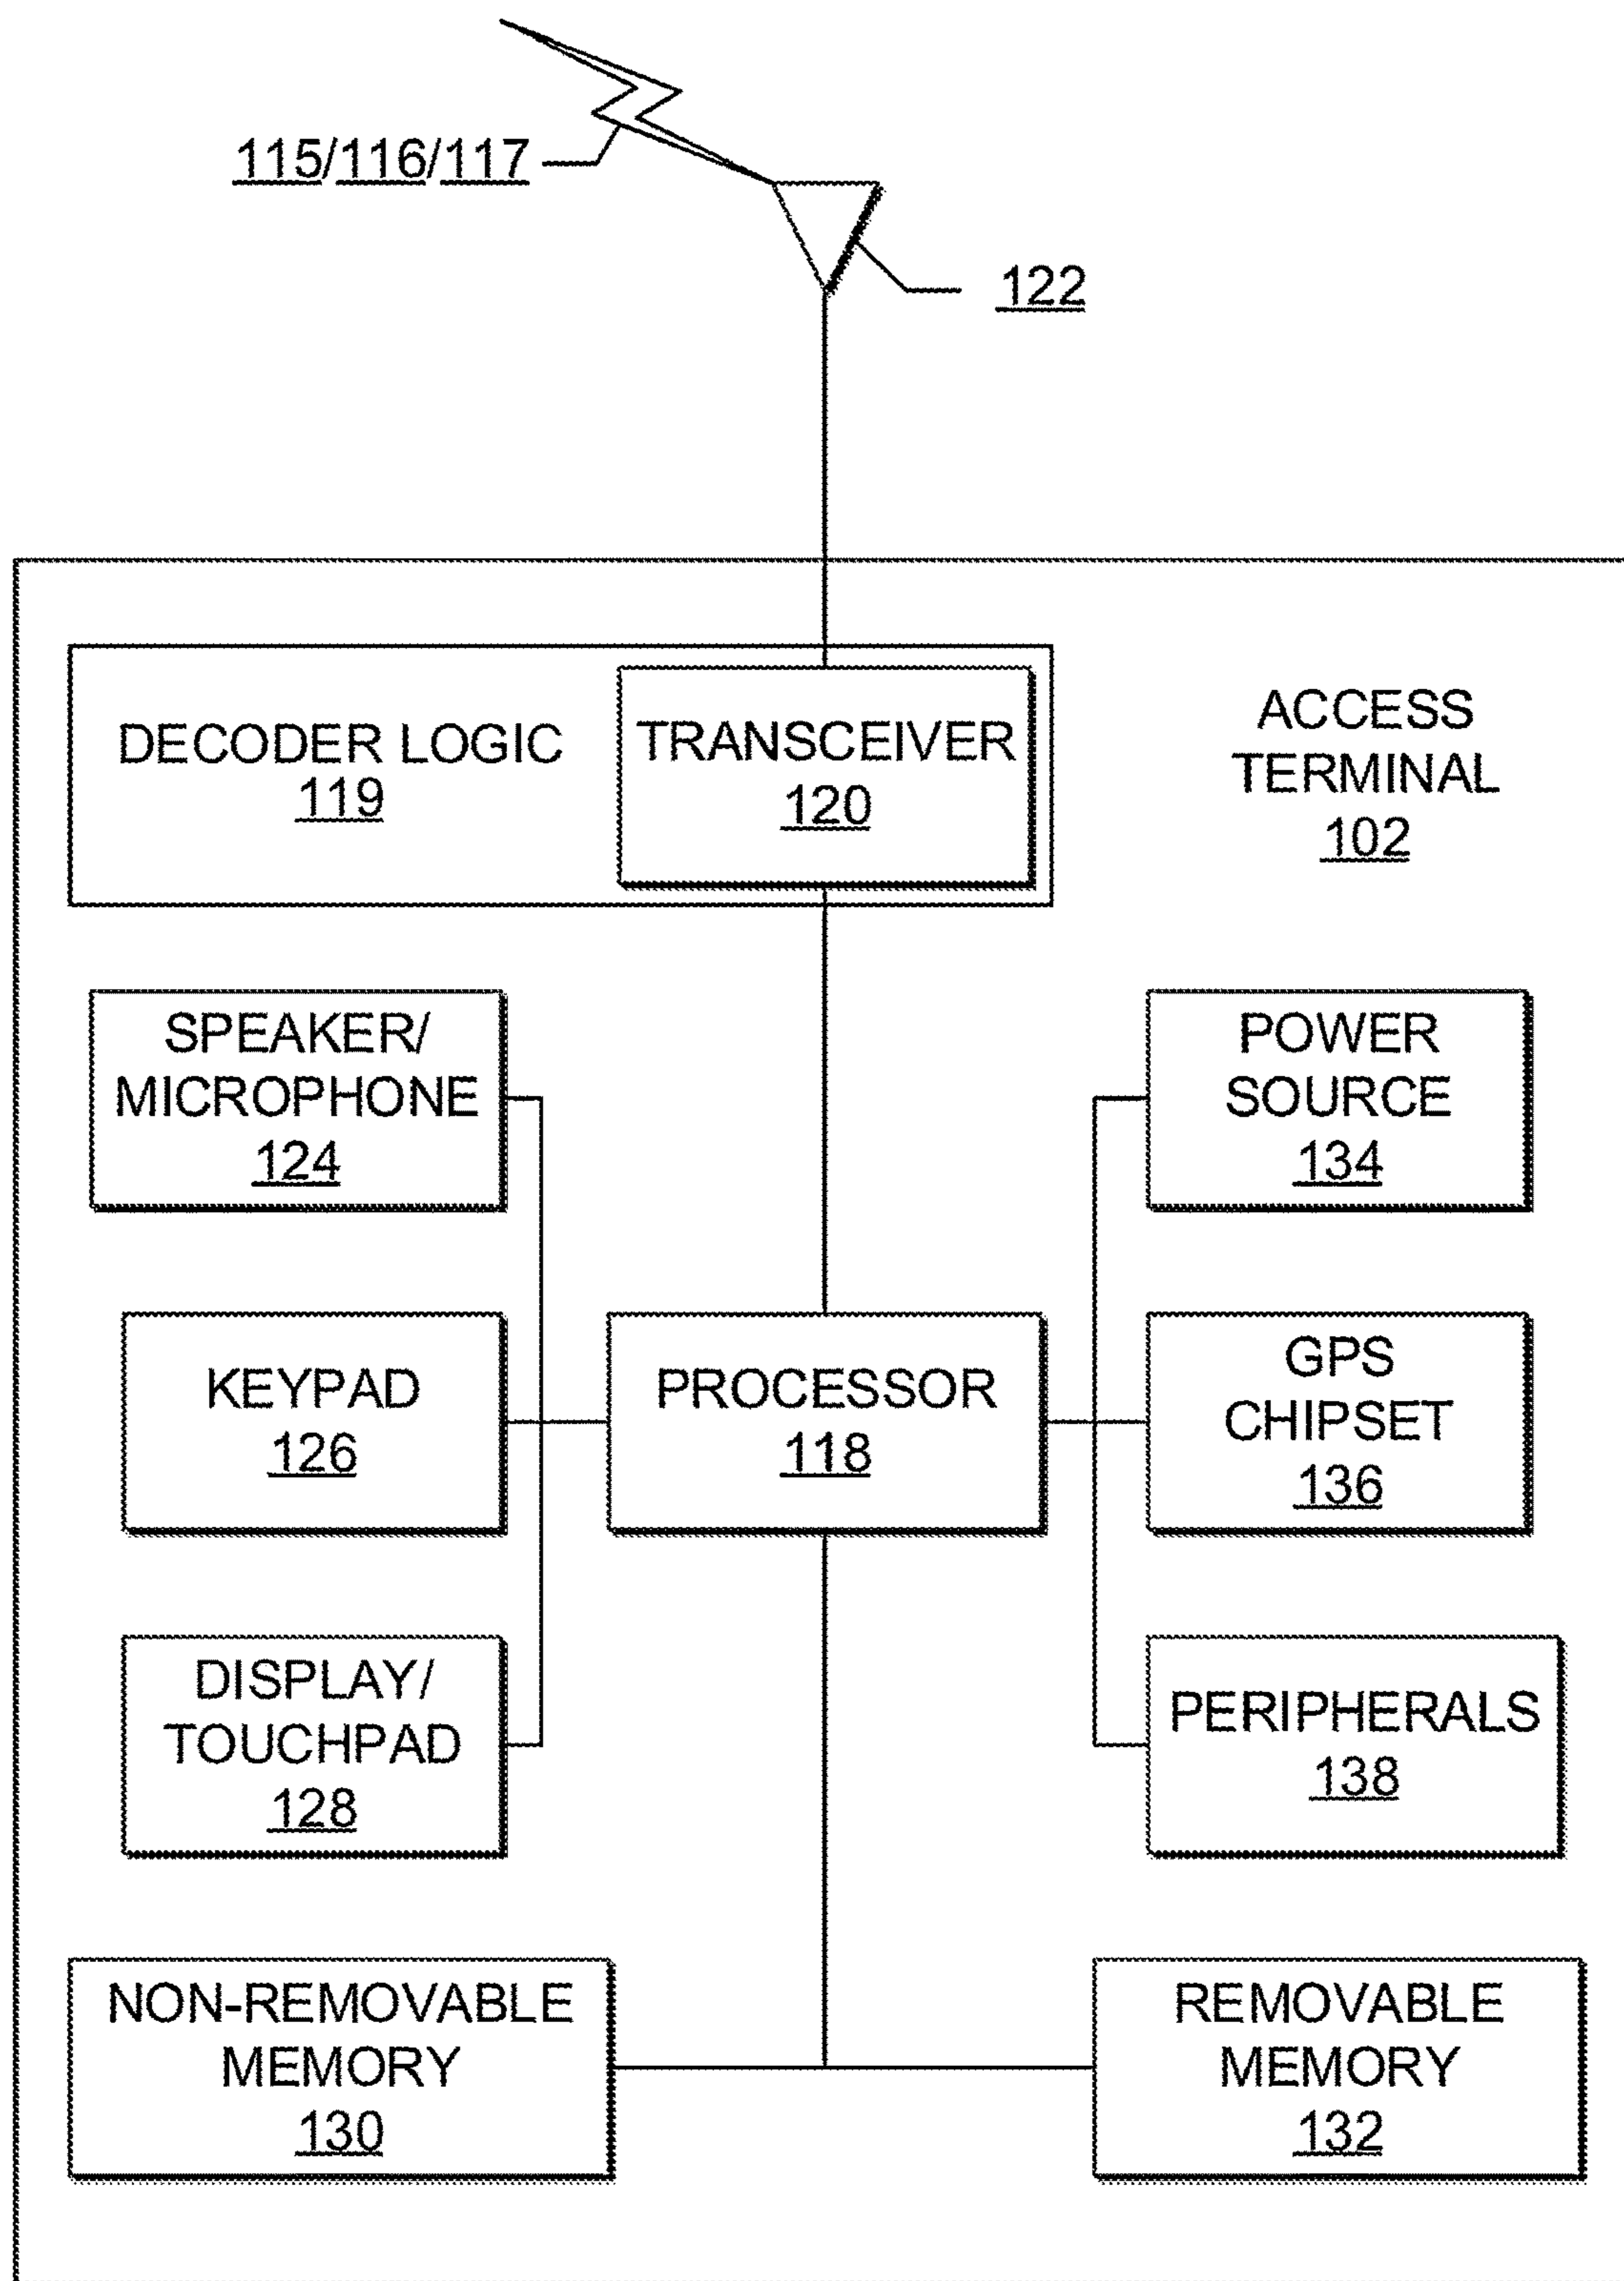 115/116/117
122
DECODER LOGIC
119
TRANSCEIVER
120
ACCESS
TERMINAL
102
SPEAKER/
MICROPHONE
124
POWER
SOURCE
134
KEYPAD
126
PROCESSOR
118
GPS
CHIPSET
136
DISPLAY/
TOUCHPAD
128
PERIPHERALS
138
NON-REMOVABLE
MEMORY
130
REMOVABLE
MEMORY
132